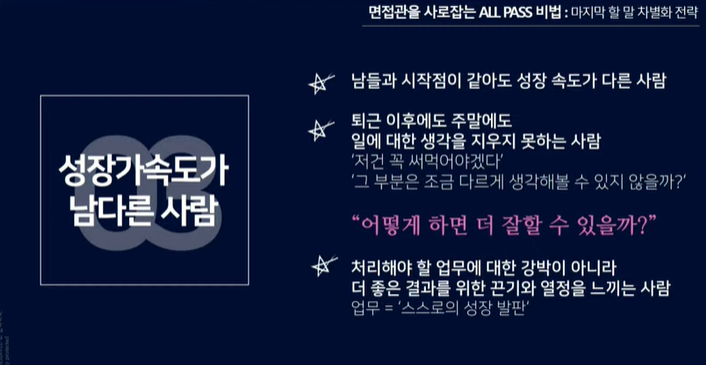 면접관을 사로잡는 ALL PASS 비법 : 마지막 할 말 차별화 전략
03
성장가속도가
남다른 사람
남들과 시작점이 같아도 성장 속도가 다른 사람
퇴근 이후에도 주말에도
일에 대한 생각을 지우지 못하는 사람
‘저건 꼭 써먹어야겠다’
‘그 부분은 조금 다르게 생각해볼 수 있지 않을까?‘
“어떻게 하면 더 잘할 수 있을까?”
처리해야 할 업무에 대한 강박이 아니라
더 좋은 결과를 위한 끈기와 열정을 느끼는 사람
업무 = ‘스스로의 성장 발판‘